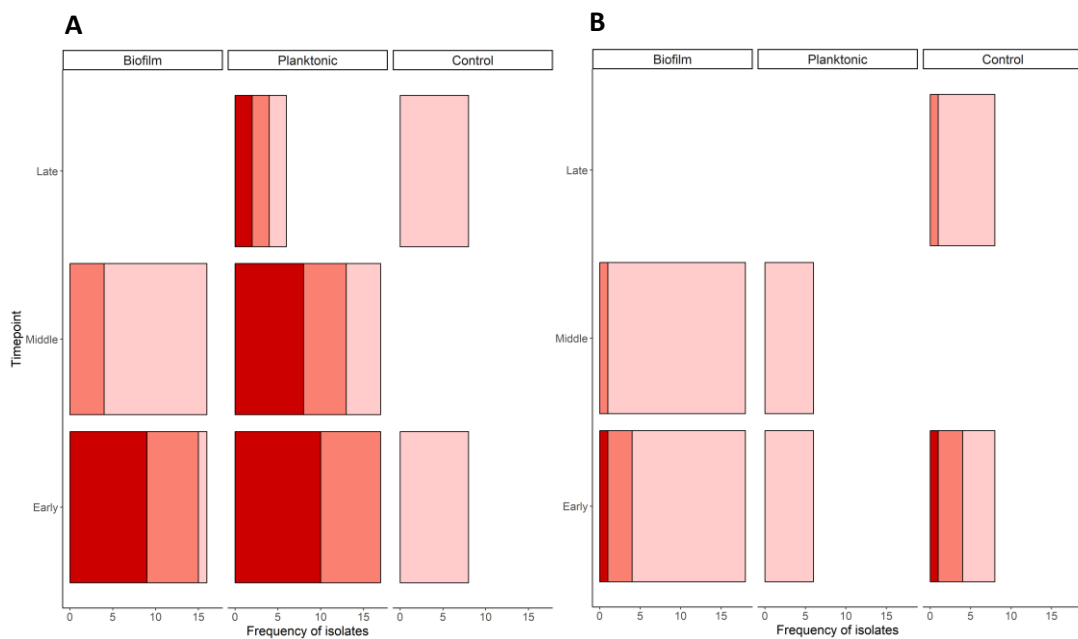 A
B
Biofilm Planktonic Control
Biofilm Planktonic Control
Late
Middle
Early
Timepoint
0 5 10 15 0 5 10 15 0 5 10 15
Frequency of isolates
Late
Middle
Early
0 5 10 15 0 5 10 15 0 5 10 15
Frequency of isolates